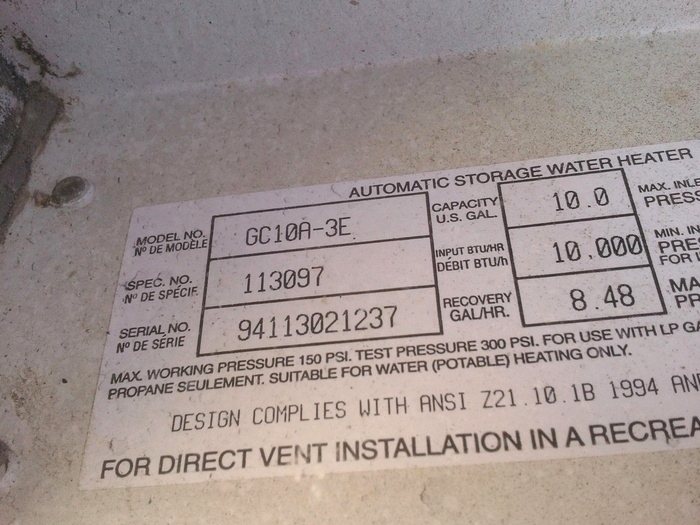 AUTOMATIC STORAGE WATER HEATER
MODEL NO. GC10A-3E CAPACITY 10.0 MAX.
Nº DE MODÈLE U.S. GAL.
SPEC. NO. 113097 INPUT BTU/HR 10,000 MIN.
Nº DE SPÉCIF. DÉBIT BTU/h
SERIAL NO. 94113021237 RECOVERY 8.48
Nº DE SÉRIE GAL/HR.
MAX. WORKING PRESSURE 150 PSI. TEST PRESSURE 300 PSI. FOR USE WITH LP
PROPANE SEULEMENT. SUITABLE FOR WATER (POTABLE) HEATING ONLY.
DESIGN COMPLIES WITH ANSI Z21.10.1B 1994
FOR DIRECT VENT INSTALLATION IN A